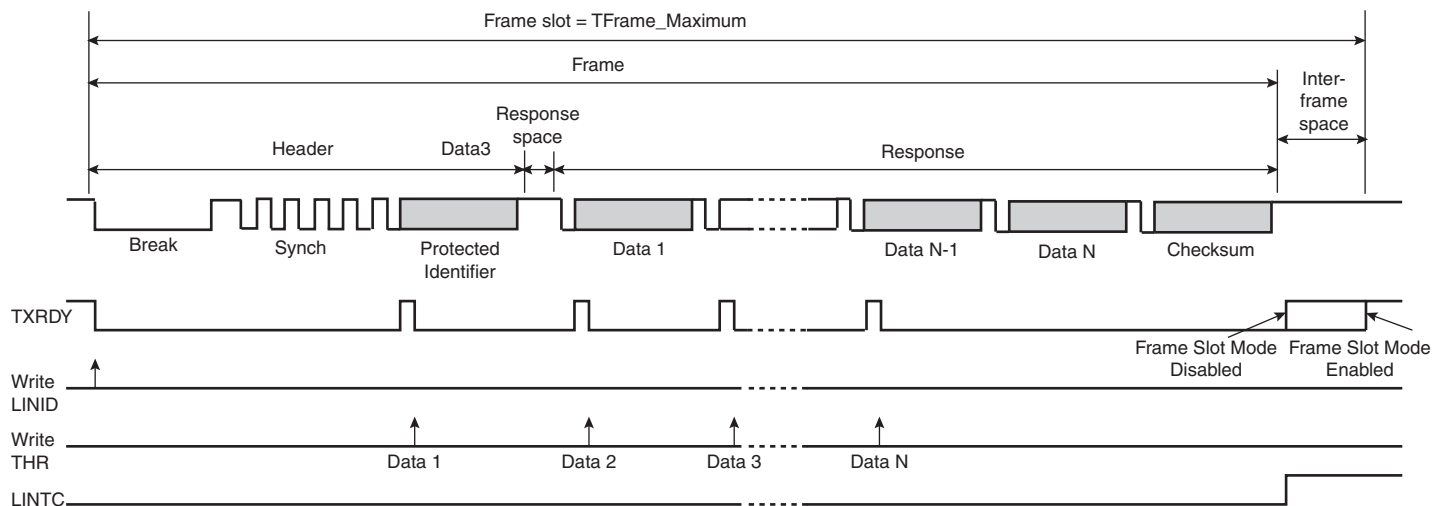 Frame slot = TFrame_Maximum
Frame
Inter-
frame
space
Response
space
Header
Data3
Response
Break
Synch
Protected
Identifier
Data 1
Data N-1
Data N
Checksum
TXRDY
Frame Slot Mode
Disabled
Frame Slot Mode
Enabled
Write
LINID
Write
THR
Data 1
Data 2
Data 3
Data N
LINTC